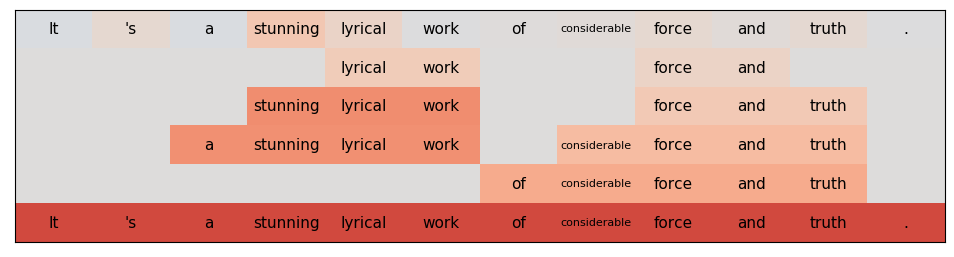 It 's a stunning lyrical work of considerable force and truth .
lyrical work force and
stunning lyrical work force and truth
a stunning lyrical work considerable force and truth
of considerable force and truth
It 's a stunning lyrical work of considerable force and truth .